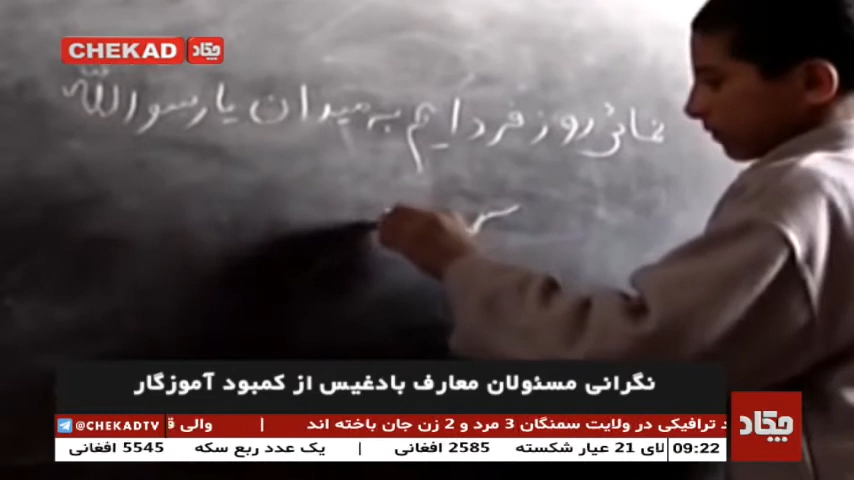 CHEKAD چکاد
روز فردا به میدان یا رسول الله
نگرانی مسئولان معارف بادغیس از کمبود آموزگار
@CHEKADTV والی | د ترافیکی در ولایت سمنگان 3 مرد و 2 زن جان باخته اند
09:22 لای 21 عیار شکسته 2585 افغانی | یک عدد ربع سکه 5545 افغانی
چکاد